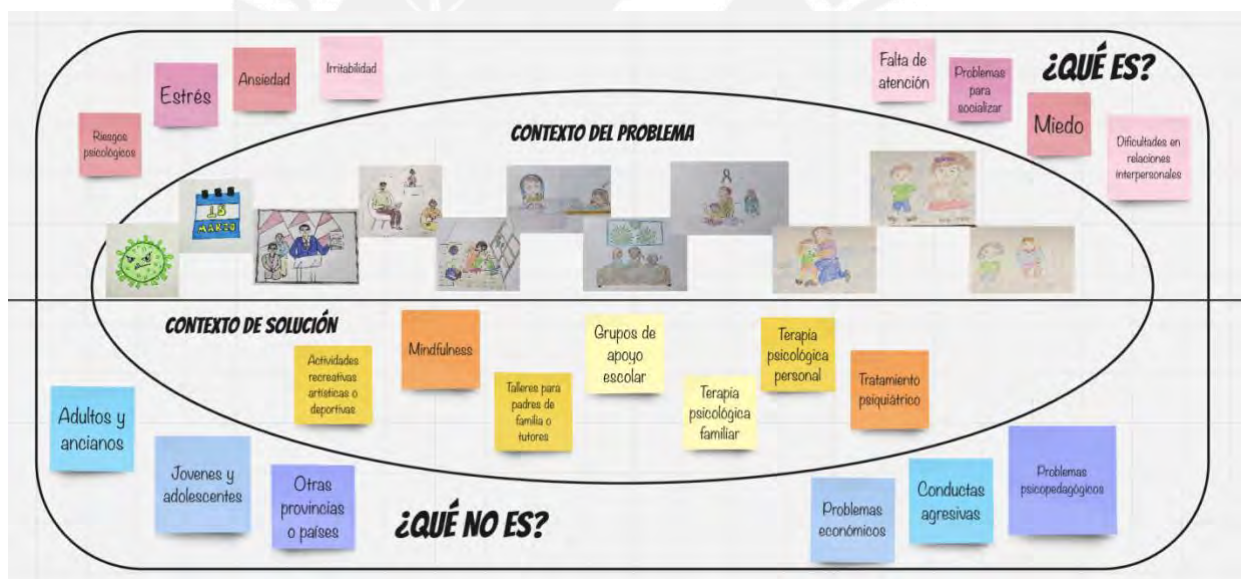 Riesgos
psicológicos
Estrés
Ansiedad
Irritabilidad
Falta de
atención
Problemas
para
socializar
¿QUÉ ES?
Miedo
Dificultades en
relaciones
interpersonales
CONTEXTO DEL PROBLEMA
MARZO
CONTEXTO DE SOLUCIÓN
Actividades
recreativas
artísticas o
deportivas
Mindfulness
Talleres para
padres de
familia o
tutores
Grupos de
apoyo
escolar
Terapia
psicológica
familiar
Terapia
psicológica
personal
Tratamiento
psiquiátrico
Adultos y
ancianos
Jovenes y
adolescentes
Otras
provincias
o países
¿QUÉ NO ES?
Problemas
económicos
Conductas
agresivas
Problemas
psicopedagógicos